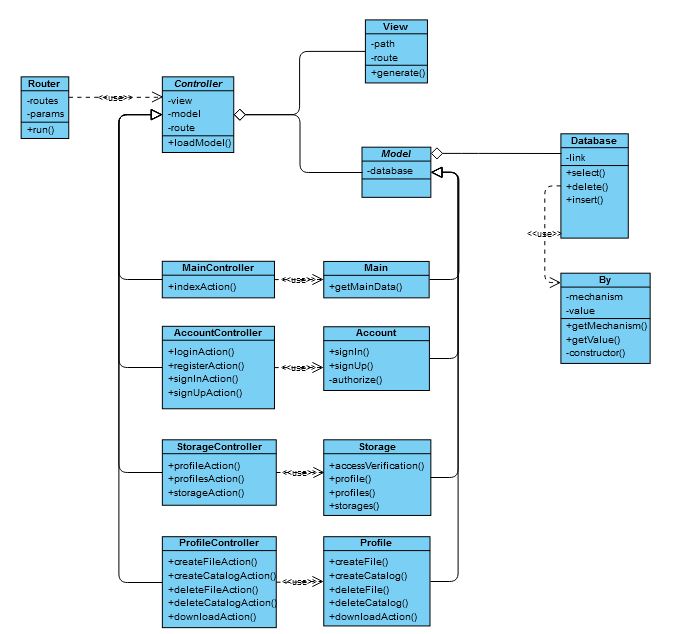 View
-path
-route
+generate()
Router
-routes
-params
+run()
<<use>>
Controller
-view
-model
-route
+loadModel()
Model
-database
Database
-link
+select()
+delete()
+insert()
<<use>>
By
-mechanism
-value
+getMechanism()
+getValue()
-constructor()
MainController
+indexAction()
<<use>>
Main
+getMainData()
AccountController
+loginAction()
+registerAction()
+signInAction()
+signUpAction()
<<use>>
Account
+signIn()
+signUp()
-authorize()
StorageController
+profileAction()
+profilesAction()
+storageAction()
<<use>>
Storage
+accessVerification()
+profile()
+profiles()
+storages()
ProfileController
+createFileAction()
+createCatalogAction()
+deleteFileAction()
+deleteCatalogAction()
+downloadAction()
<<use>>
Profile
+createFile()
+createCatalog()
+deleteFile()
+deleteCatalog()
+downloadAction()